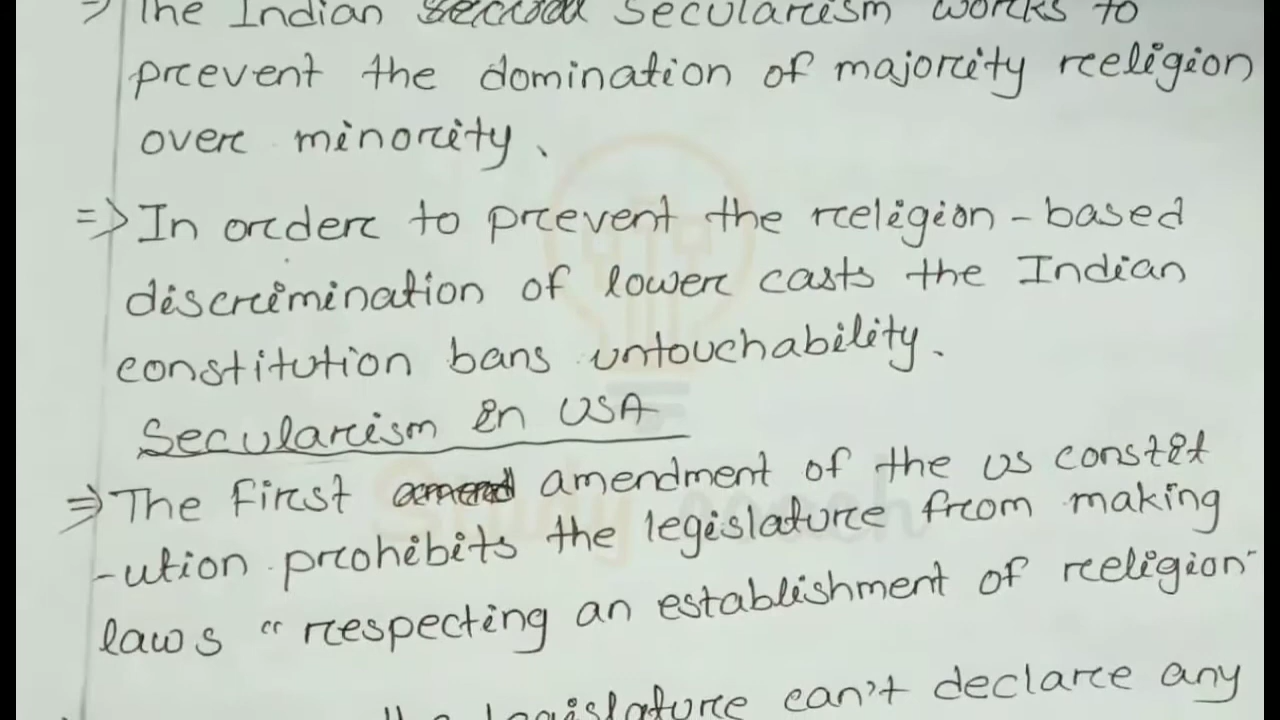 => The Indian secularism works to
prevent the domination of majority religion
over minority.
=> In order to prevent the religion-based
discrimination of lower casts the Indian
constitution bans untouchability.
Secularism in USA
=> The first amendment of the US constit
-ution prohibits the legislature from making
laws "respecting an establishment of religion"
legislature can't declare any
Study coach